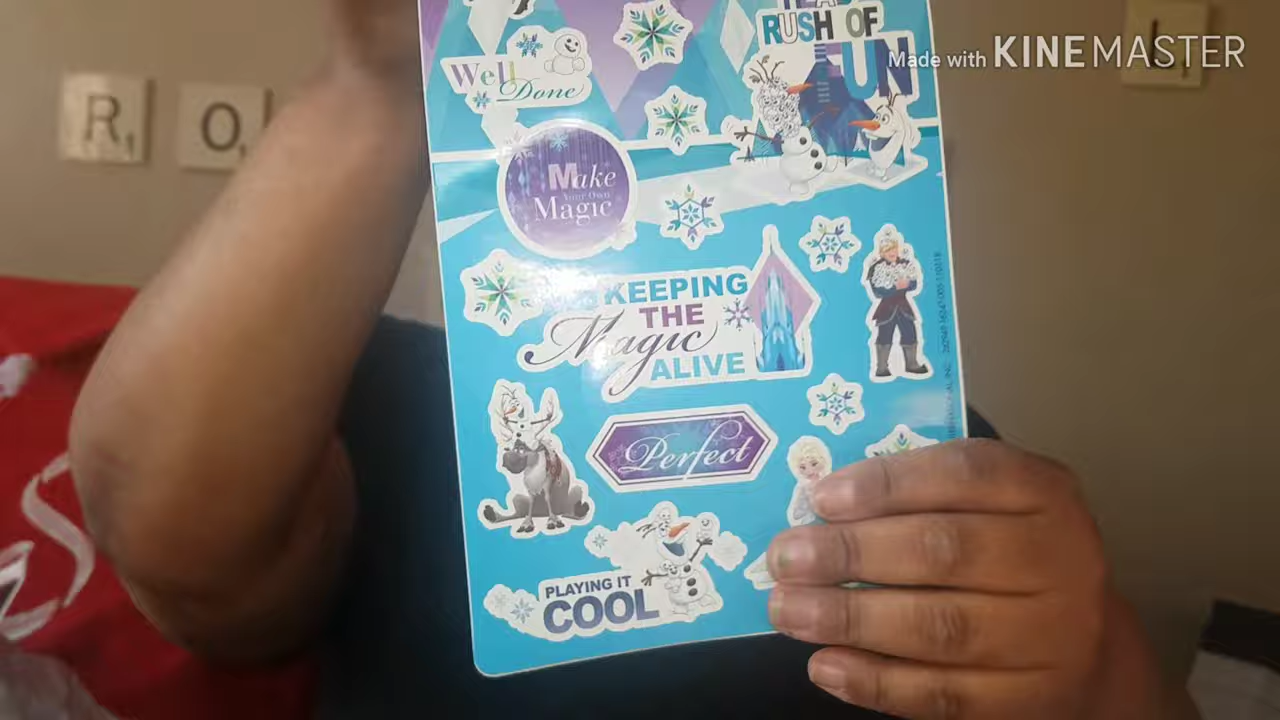 RUSH OF
FUN
Made with KINEMASTER
Well
Done
R1
O
Make
Your Own
Magic
KEEPING
THE
Magic
ALIVE
Perfect
PLAYING IT
COOL